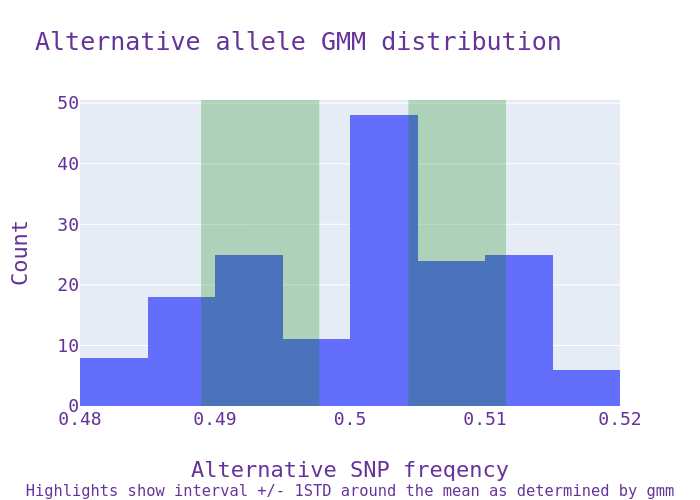 Alternative allele GMM distribution
50
40
30
20
10
0
Count
0.48 0.49 0.5 0.51 0.52
Alternative SNP freqency
Highlights show interval +/- 1STD around the mean as determined by gmm